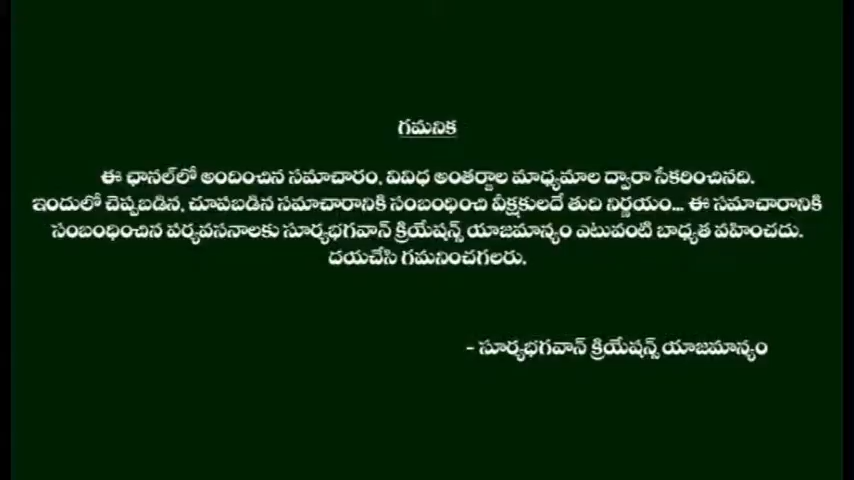 గమనిక
ఈ ఛానల్‌లో అందించిన సమాచారం, వివిధ అంతర్జాల మాధ్యమాల ద్వారా సేకరించినది.
ఇందులో చెప్పబడిన, చూపబడిన సమాచారానికి సంబంధించి వీక్షకులదే తుది నిర్ణయం... ఈ సమాచారానికి
సంబంధించిన పర్యవసనాలకు సూర్యభగవాన్ క్రియేషన్స్ యాజమాన్యం ఎటువంటి బాధ్యత వహించదు.
దయచేసి గమనించగలరు.
- సూర్యభగవాన్ క్రియేషన్స్ యాజమాన్యం